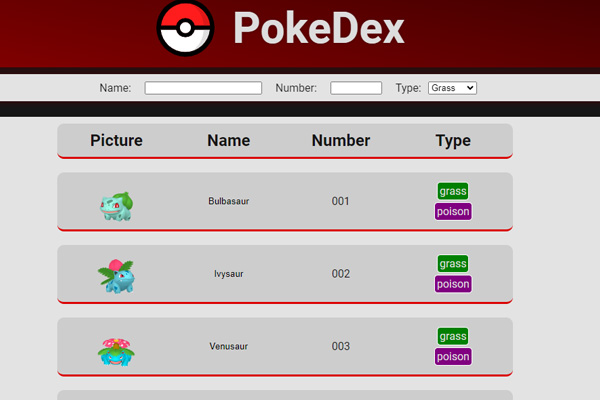 PokeDex
Name: Number: Type: Grass
Picture Name Number Type
Bulbasaur 001 grass poison
Ivysaur 002 grass poison
Venusaur 003 grass poison